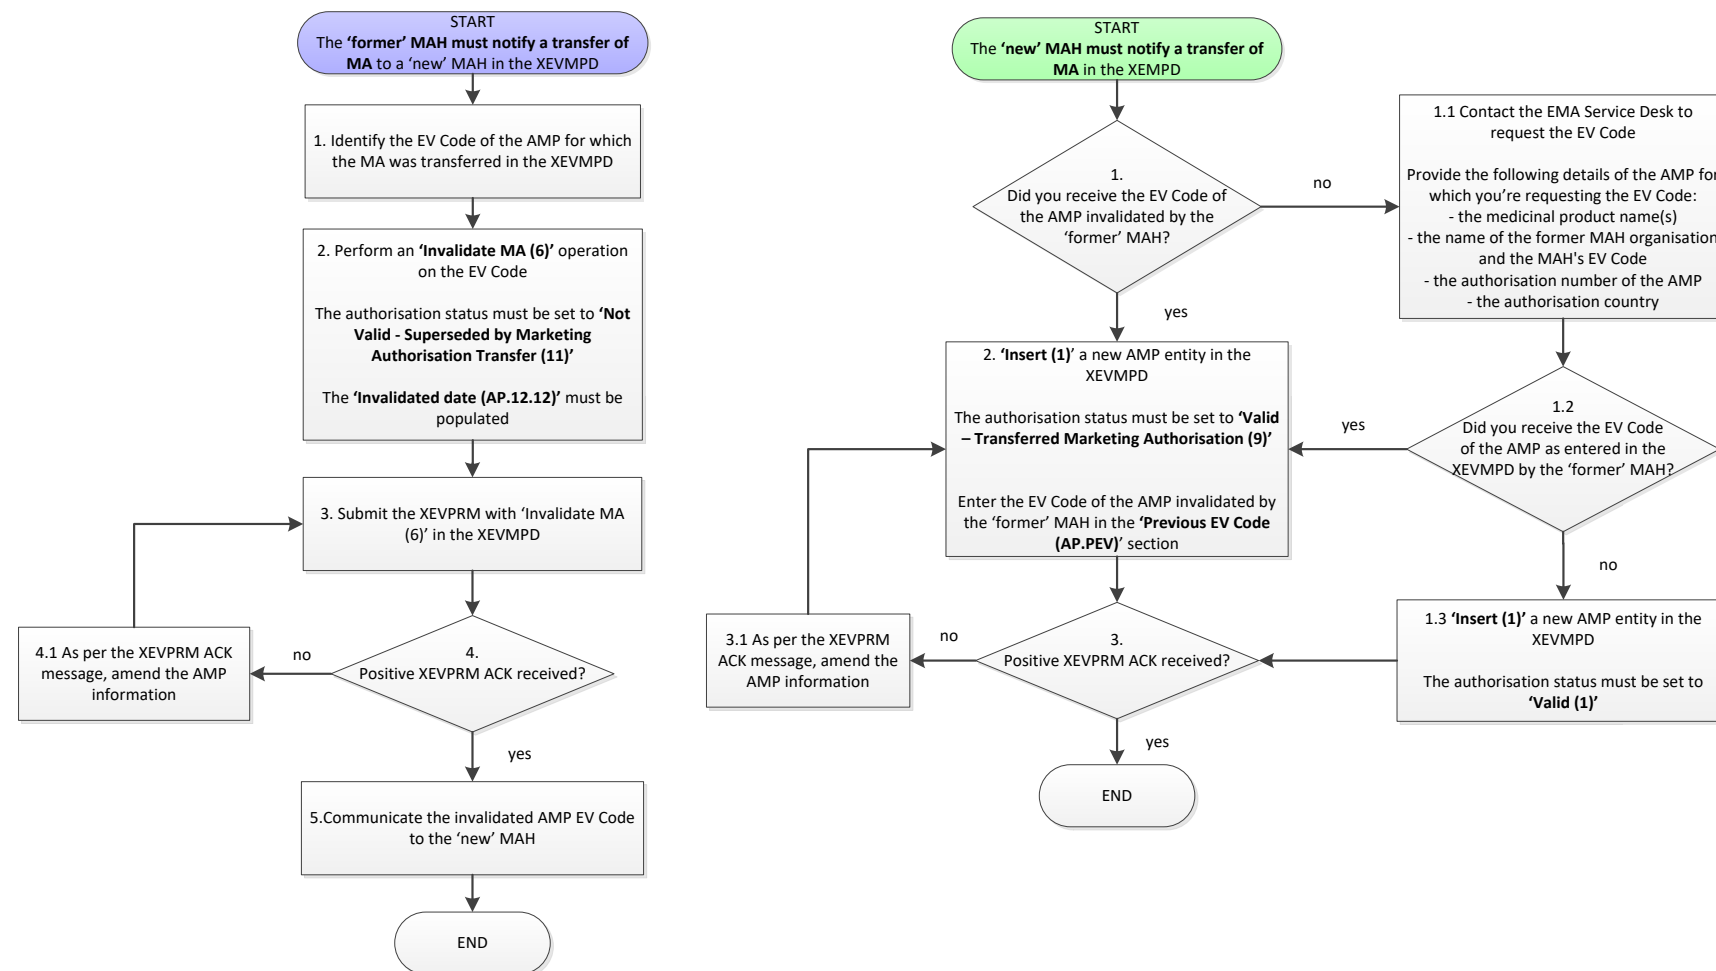 START
The ‘former’ MAH must notify a transfer of
MA to a ‘new’ MAH in the XEVMPD
1. Identify the EV Code of the AMP for which
the MA was transferred in the XEVMPD
2. Perform an ‘Invalidate MA (6)’ operation
on the EV Code
The authorisation status must be set to ‘Not
Valid - Superseded by Marketing
Authorisation Transfer (11)’
The ‘Invalidated date (AP.12.12)’ must be
populated
3. Submit the XEVPRM with ‘Invalidate MA
(6)’ in the XEVMPD
4.
Positive XEVPRM ACK received?
no
4.1 As per the XEVPRM ACK
message, amend the AMP
information
yes
5.Communicate the invalidated AMP EV Code
to the ‘new’ MAH
END
START
The ‘new’ MAH must notify a transfer of
MA in the XEMPD
1.
Did you receive the EV Code of
the AMP invalidated by the
‘former’ MAH?
no
yes
1.1 Contact the EMA Service Desk to
request the EV Code
Provide the following details of the AMP for
which you’re requesting the EV Code:
- the medicinal product name(s)
- the name of the former MAH organisation
and the MAH's EV Code
- the authorisation number of the AMP
- the authorisation country
1.2
Did you receive the EV Code
of the AMP as entered in the
XEVMPD by the ‘former’ MAH?
yes
no
1.3 ‘Insert (1)’ a new AMP entity in the
XEVMPD
The authorisation status must be set to
‘Valid (1)’
2. ‘Insert (1)’ a new AMP entity in the
XEVMPD
The authorisation status must be set to ‘Valid
– Transferred Marketing Authorisation (9)’
Enter the EV Code of the AMP invalidated by
the ‘former’ MAH in the ‘Previous EV Code
(AP.PEV)’ section
3.
Positive XEVPRM ACK received?
no
3.1 As per the XEVPRM
ACK message, amend the
AMP information
yes
END